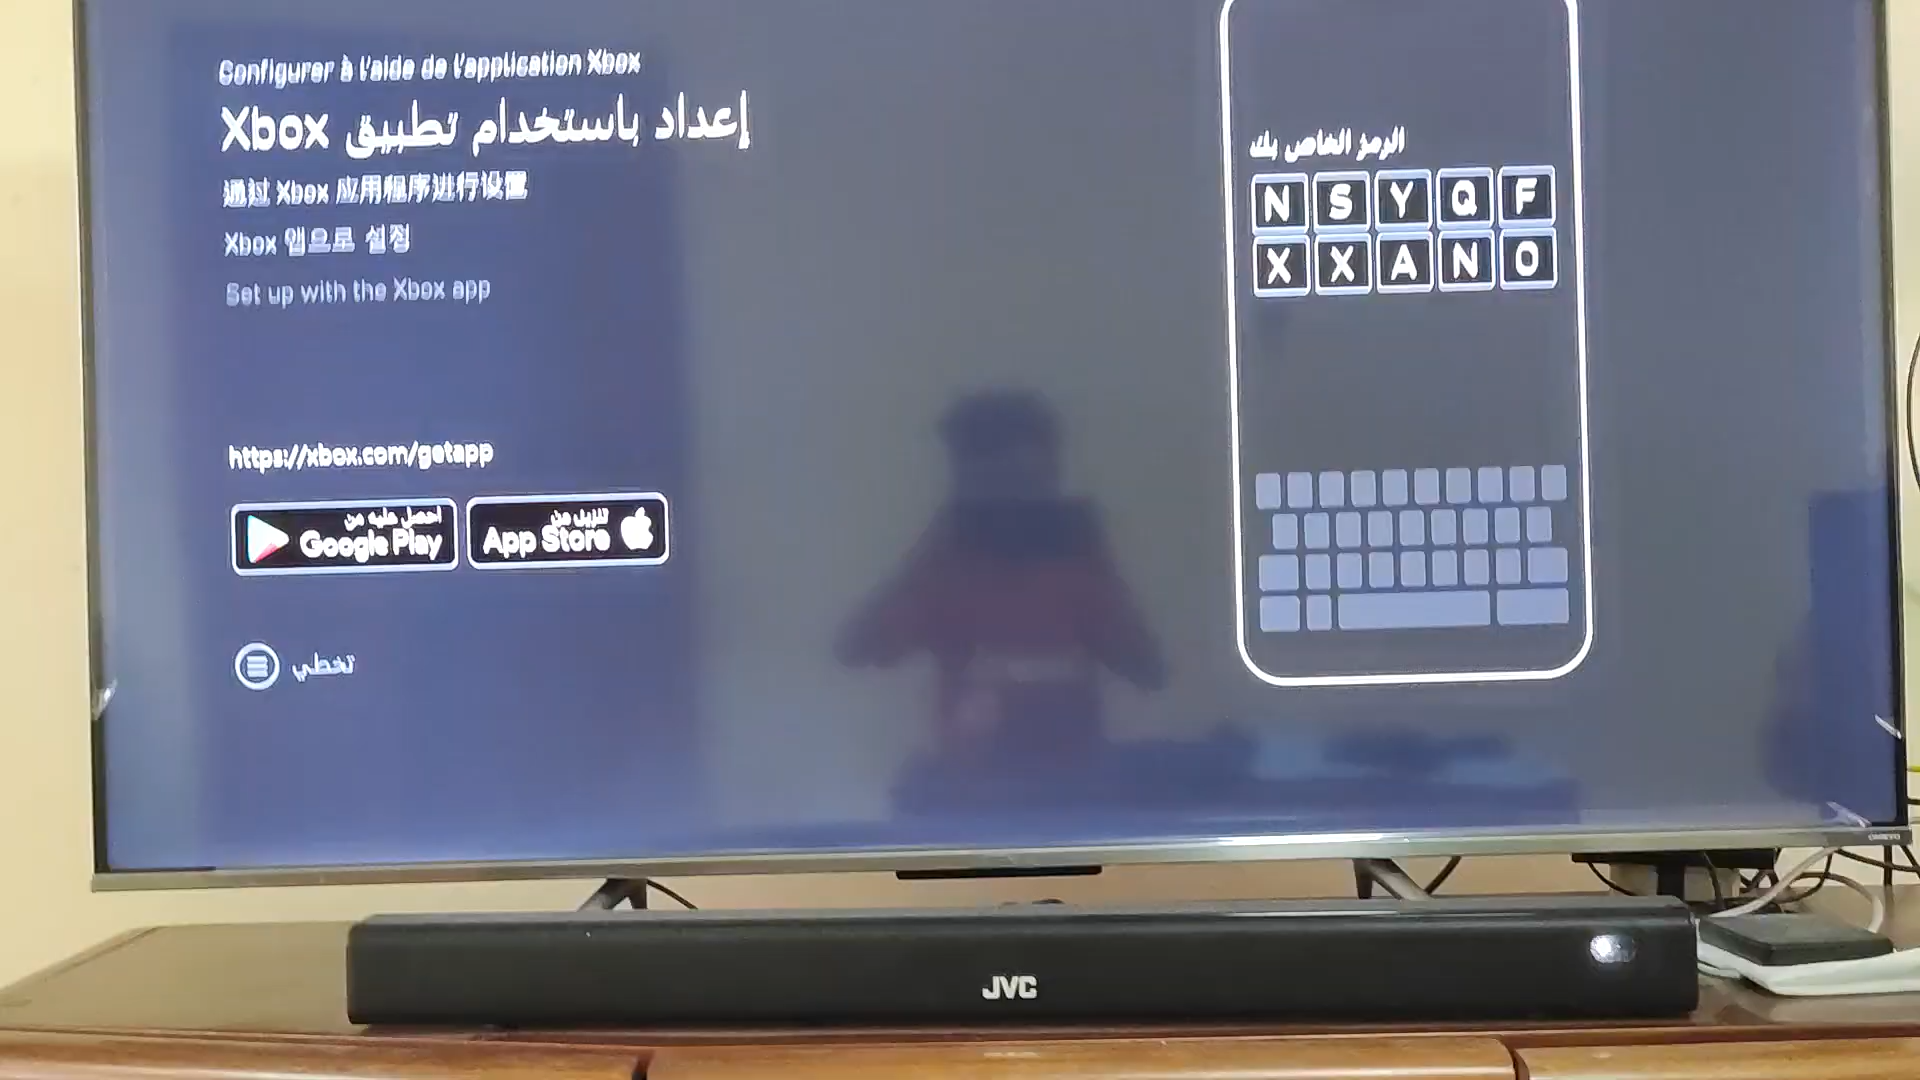 Configurer à l'aide de l'application Xbox
إعداد باستخدام تطبيق Xbox
通过 Xbox 应用程序进行设置
Xbox 앱으로 설정
Set up with the Xbox app
https://xbox.com/getapp
احصل عليه من
Google Play
تنزيل من
App Store
تخطي
الرمز الخاص بك
N S Y Q F
X X A N O
JVC